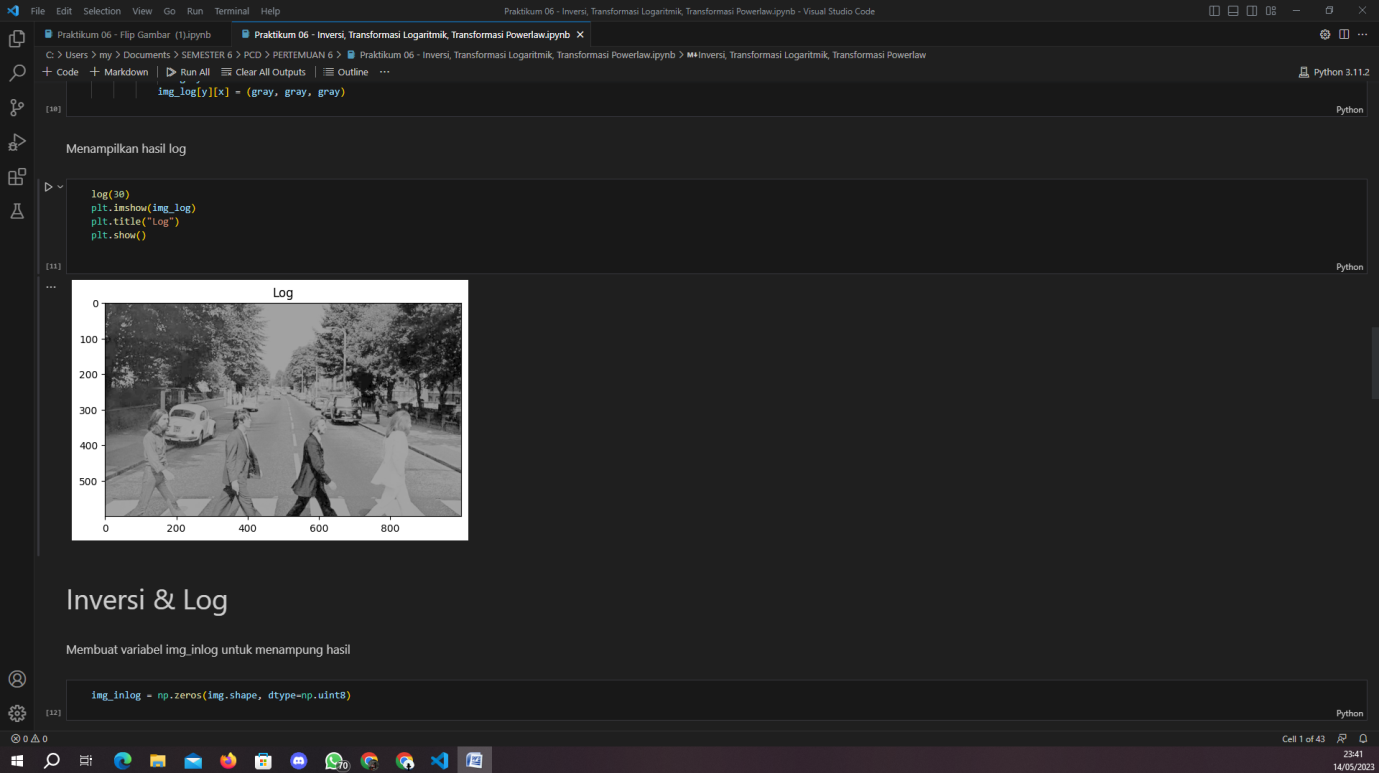 File Edit Selection View Go Run Terminal Help
Praktikum 06 - Inversi, Transformasi Logaritmik, Transformasi Powerlaw.ipynb - Visual Studio Code
Praktikum 06 - Flip Gambar (1).ipynb
Praktikum 06 - Inversi, Transformasi Logaritmik, Transformasi Powerlaw.ipynb
C: > Users > my > Documents > SEMESTER 6 > PCD > PERTEMUAN 6 > Praktikum 06 - Inversi, Transformasi Logaritmik, Transformasi Powerlaw.ipynb > M↓Inversi, Transformasi Logaritmik, Transformasi Powerlaw
+ Code + Markdown Run All Clear All Outputs Outline ...
Python 3.11.2
img_log[y][x] = (gray, gray, gray)
[10]
Python
Menampilkan hasil log
log(30)
plt.imshow(img_log)
plt.title("Log")
plt.show()
[11]
Python
Log
0
100
200
300
400
500
0 200 400 600 800
Inversi & Log
Membuat variabel img_inlog untuk menampung hasil
img_inlog = np.zeros(img.shape, dtype=np.uint8)
[12]
Python
0 0
Cell 1 of 43
70
23:41
14/05/2023